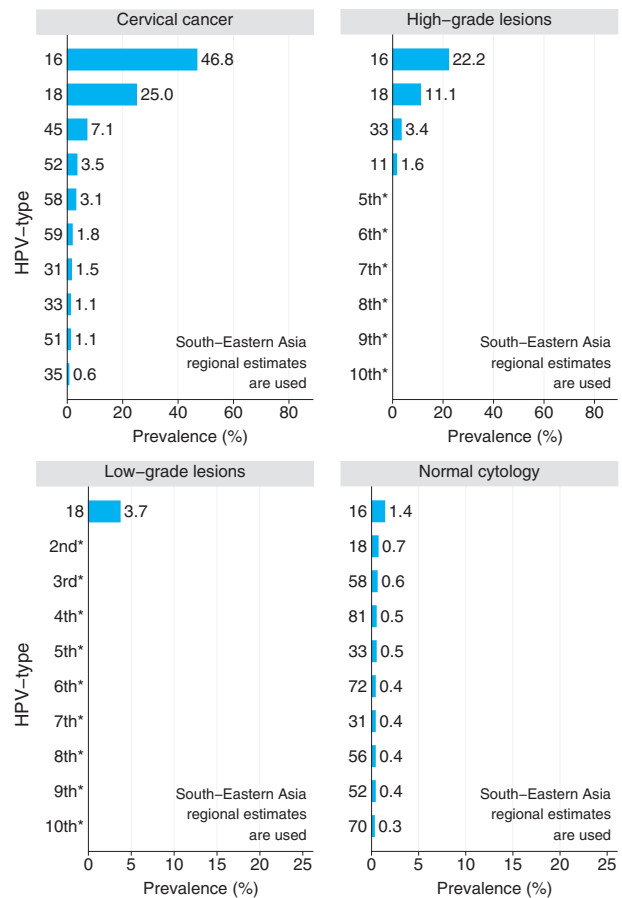 Cervical cancer
HPV−type
16 46.8
18 25.0
45 7.1
52 3.5
58 3.1
59 1.8
31 1.5
33 1.1
51 1.1
35 0.6
South−Eastern Asia
regional estimates
are used
0 20 40 60 80
Prevalence (%)
High−grade lesions
16 22.2
18 11.1
33 3.4
11 1.6
5th*
6th*
7th*
8th*
9th*
10th*
South−Eastern Asia
regional estimates
are used
0 20 40 60 80
Prevalence (%)
Low−grade lesions
HPV−type
18 3.7
2nd*
3rd*
4th*
5th*
6th*
7th*
8th*
9th*
10th*
South−Eastern Asia
regional estimates
are used
0 5 10 15 20 25
Prevalence (%)
Normal cytology
16 1.4
18 0.7
58 0.6
81 0.5
33 0.5
72 0.4
31 0.4
56 0.4
52 0.4
70 0.3
South−Eastern Asia
regional estimates
are used
0 5 10 15 20 25
Prevalence (%)